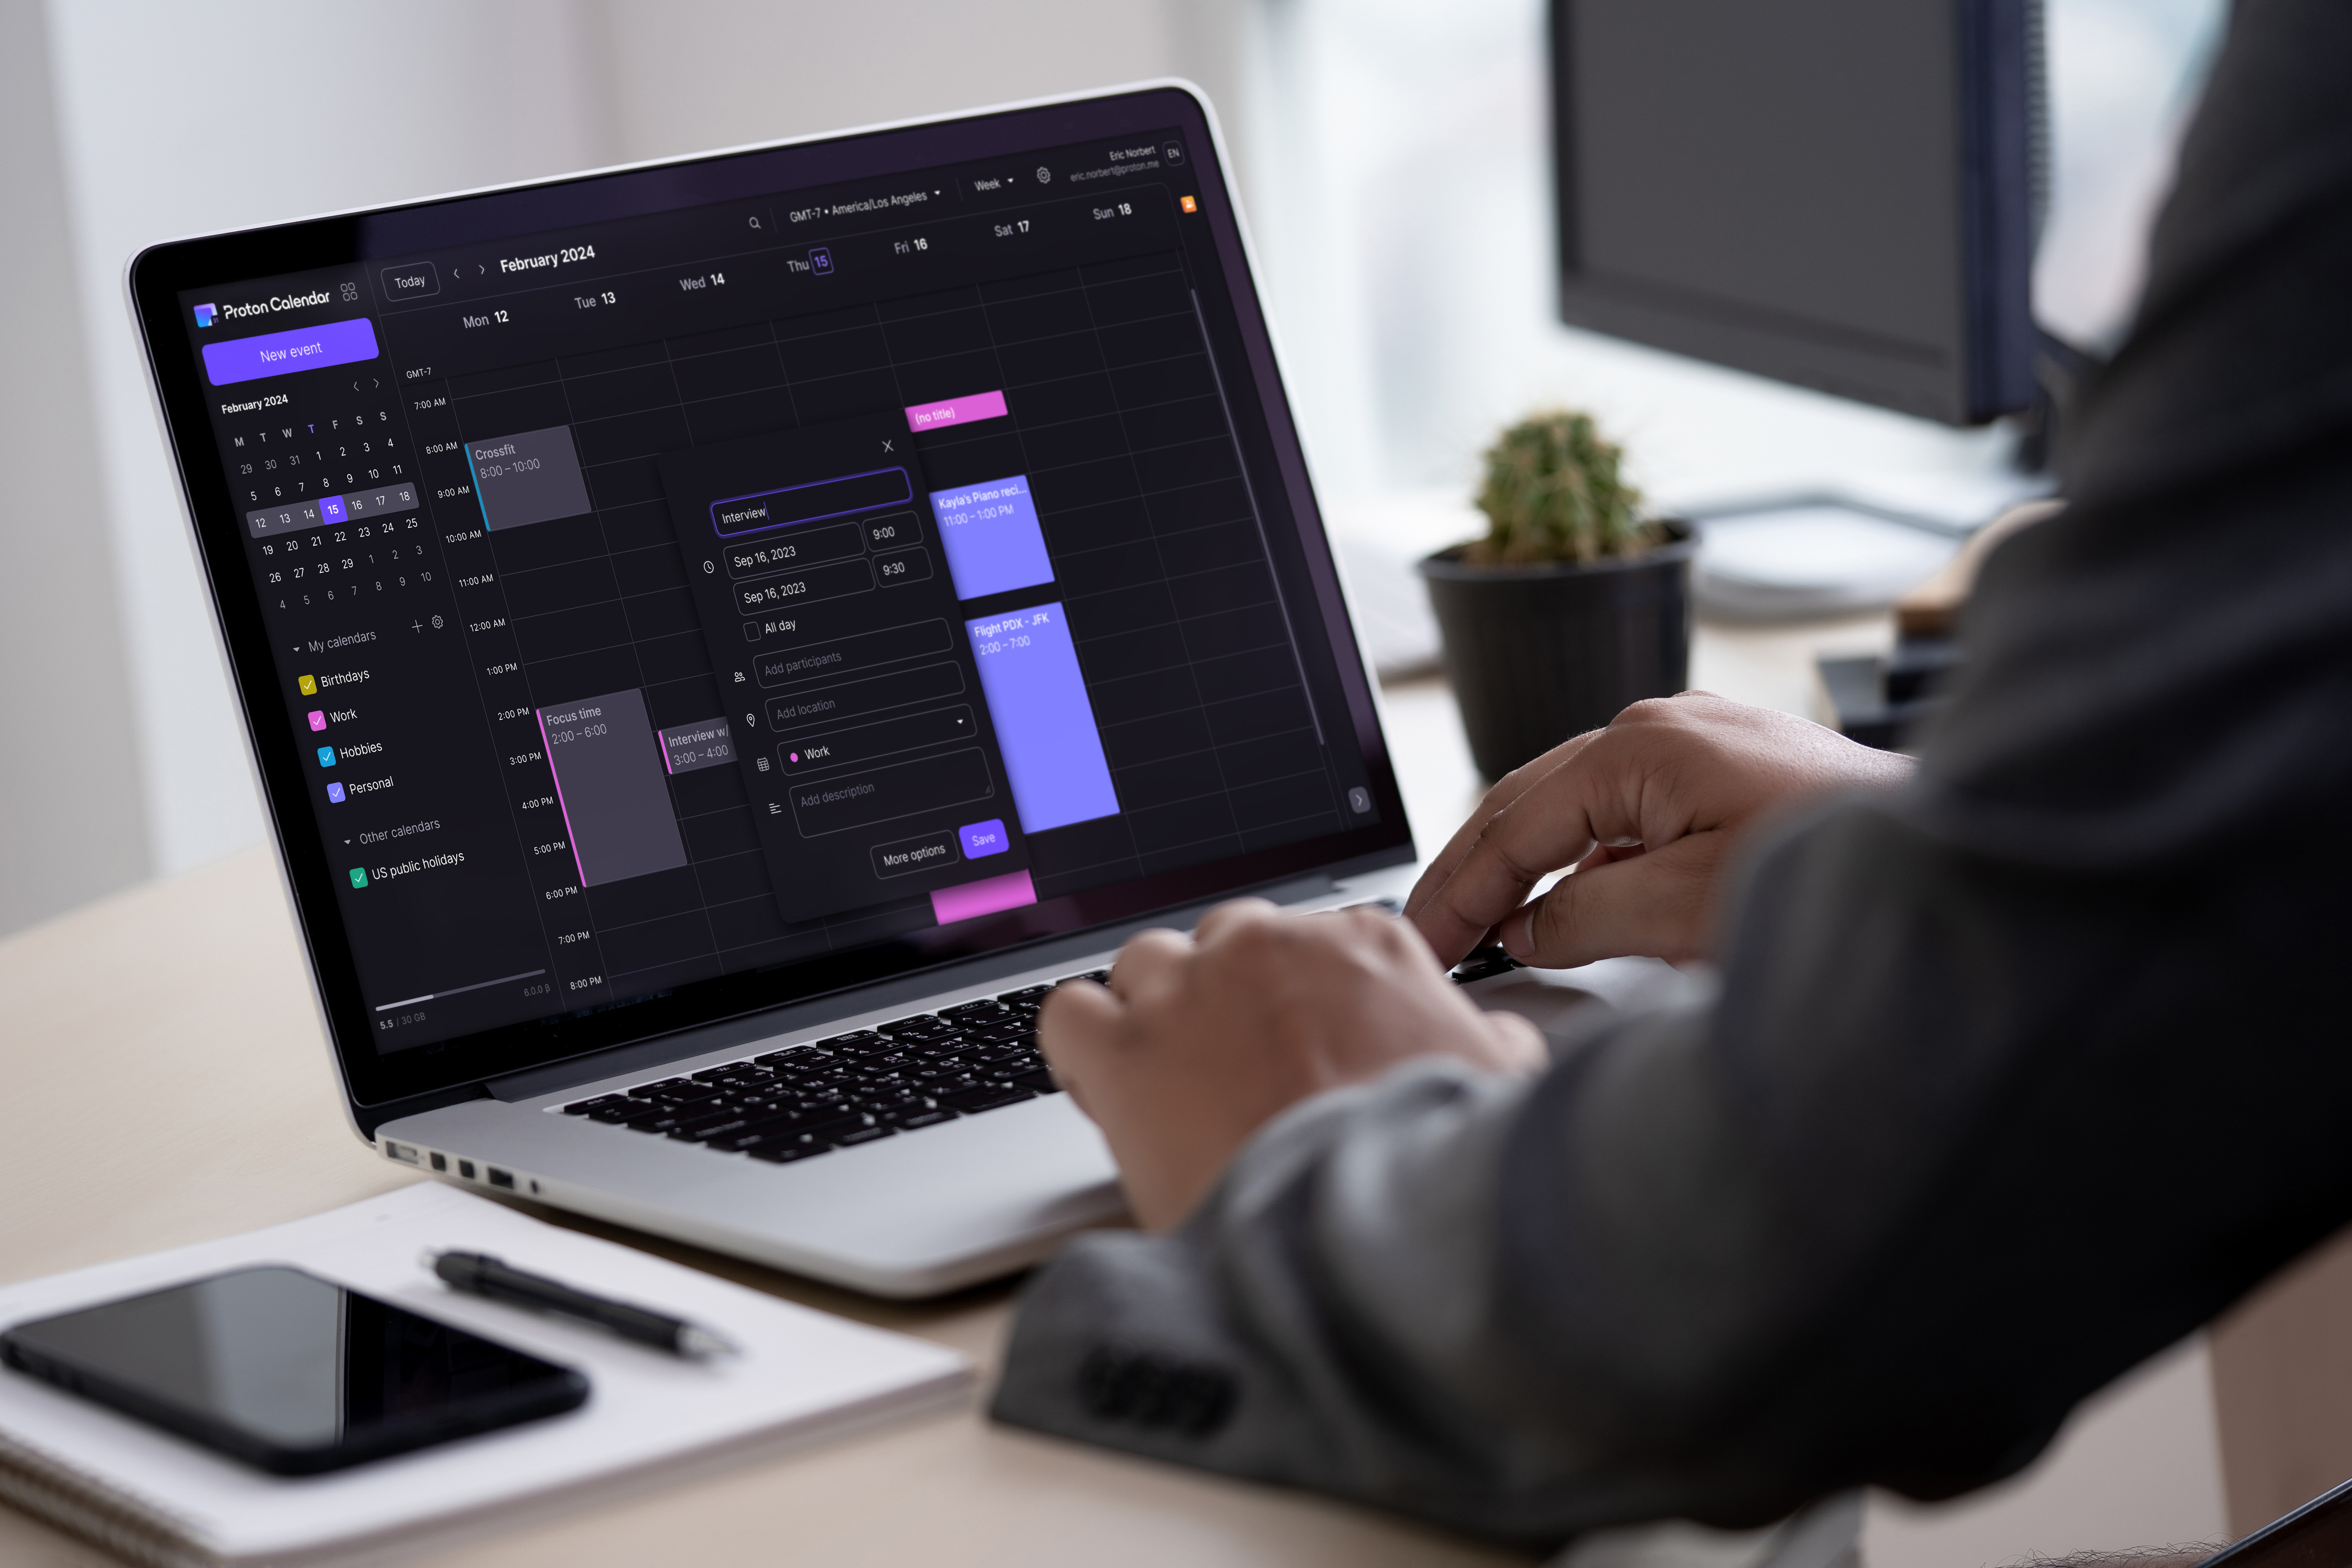 Proton Calendar
New event
February 2024
M T W T F S S
29 30 31 1 2 3 4
5 6 7 8 9 10 11
12 13 14 15 16 17 18
19 20 21 22 23 24 25
26 27 28 29 1 2 3
4 5 6 7 8 9 10
My calendars
Birthdays
Work
Hobbies
Personal
Other calendars
US public holidays
5.5 / 30 GB
6.0.0 β
Today
February 2024
GMT-7 • America/Los Angeles
Week
Eric Norbert
eric.norbert@proton.me
EN
Mon 12
Tue 13
Wed 14
Thu 15
Fri 16
Sat 17
Sun 18
GMT-7
7:00 AM
8:00 AM
9:00 AM
10:00 AM
11:00 AM
12:00 AM
1:00 PM
2:00 PM
3:00 PM
4:00 PM
5:00 PM
6:00 PM
7:00 PM
8:00 PM
Crossfit
8:00 – 10:00
Focus time
2:00 – 6:00
Interview w/
3:00 – 4:00
Interview
Sep 16, 2023
9:00
Sep 16, 2023
9:30
All day
Add participants
Add location
Work
Add description
More options
Save
(no title)
Kayla's Piano reci...
11:00 – 1:00 PM
Flight PDX - JFK
2:00 – 7:00